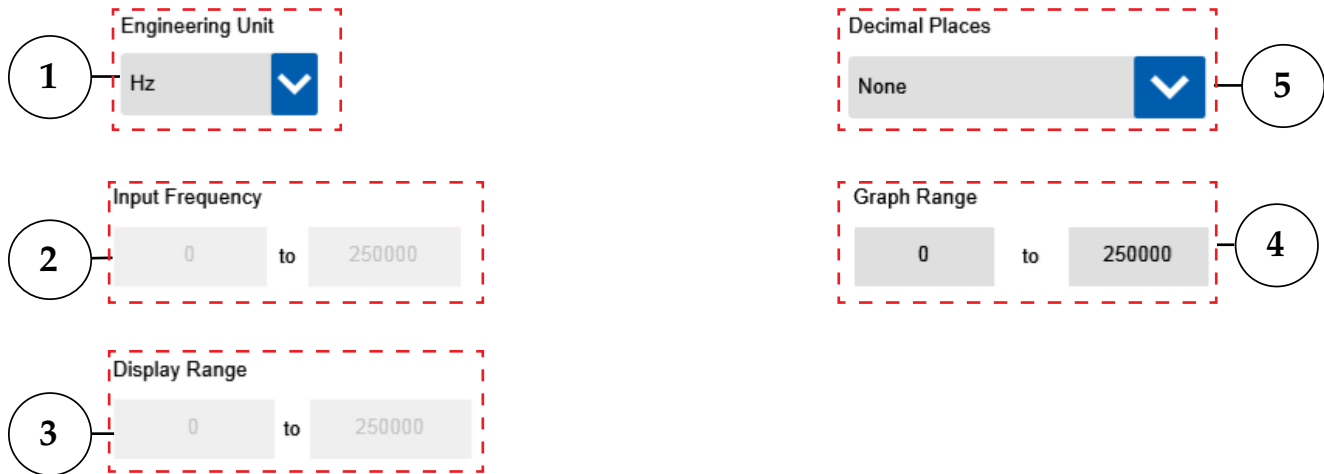 Engineering Unit
1
Hz
Decimal Places
None
5
Input Frequency
2
0 to 250000
Graph Range
0 to 250000
4
Display Range
3
0 to 250000